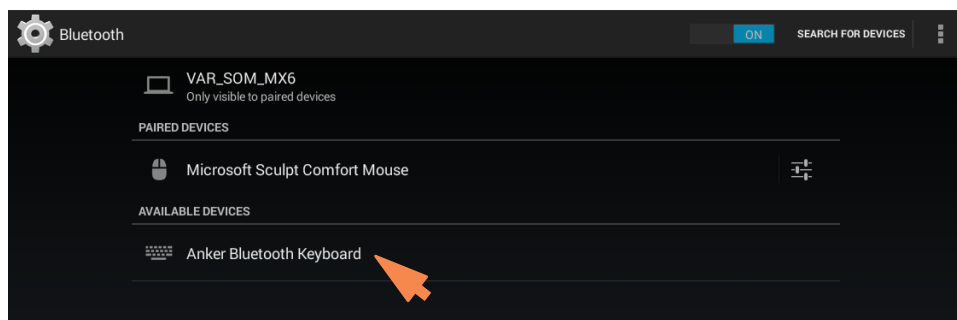 Bluetooth
ON
SEARCH FOR DEVICES
VAR_SOM_MX6
Only visible to paired devices
PAIRED DEVICES
Microsoft Sculpt Comfort Mouse
AVAILABLE DEVICES
Anker Bluetooth Keyboard